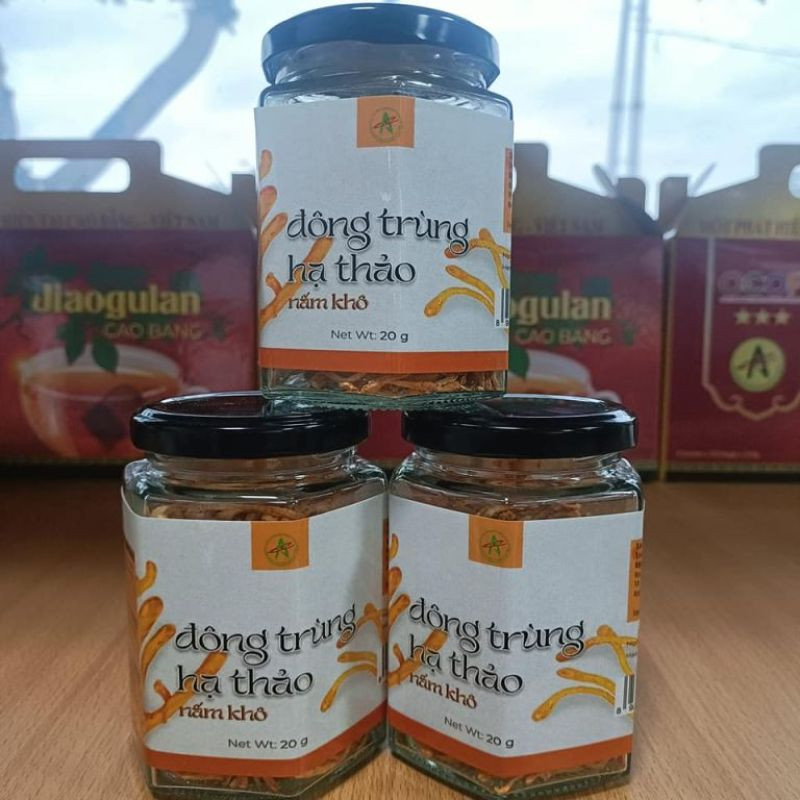 đông trùng
hạ thảo
nấm khô
Net Wt: 20 g
Jiaogulan
CAO BANG
Jiaogulan
CAO BANG
đông trùng
hạ thảo
nấm khô
Net Wt: 20 g
đông trùng
hạ thảo
nấm khô
Net Wt: 20 g